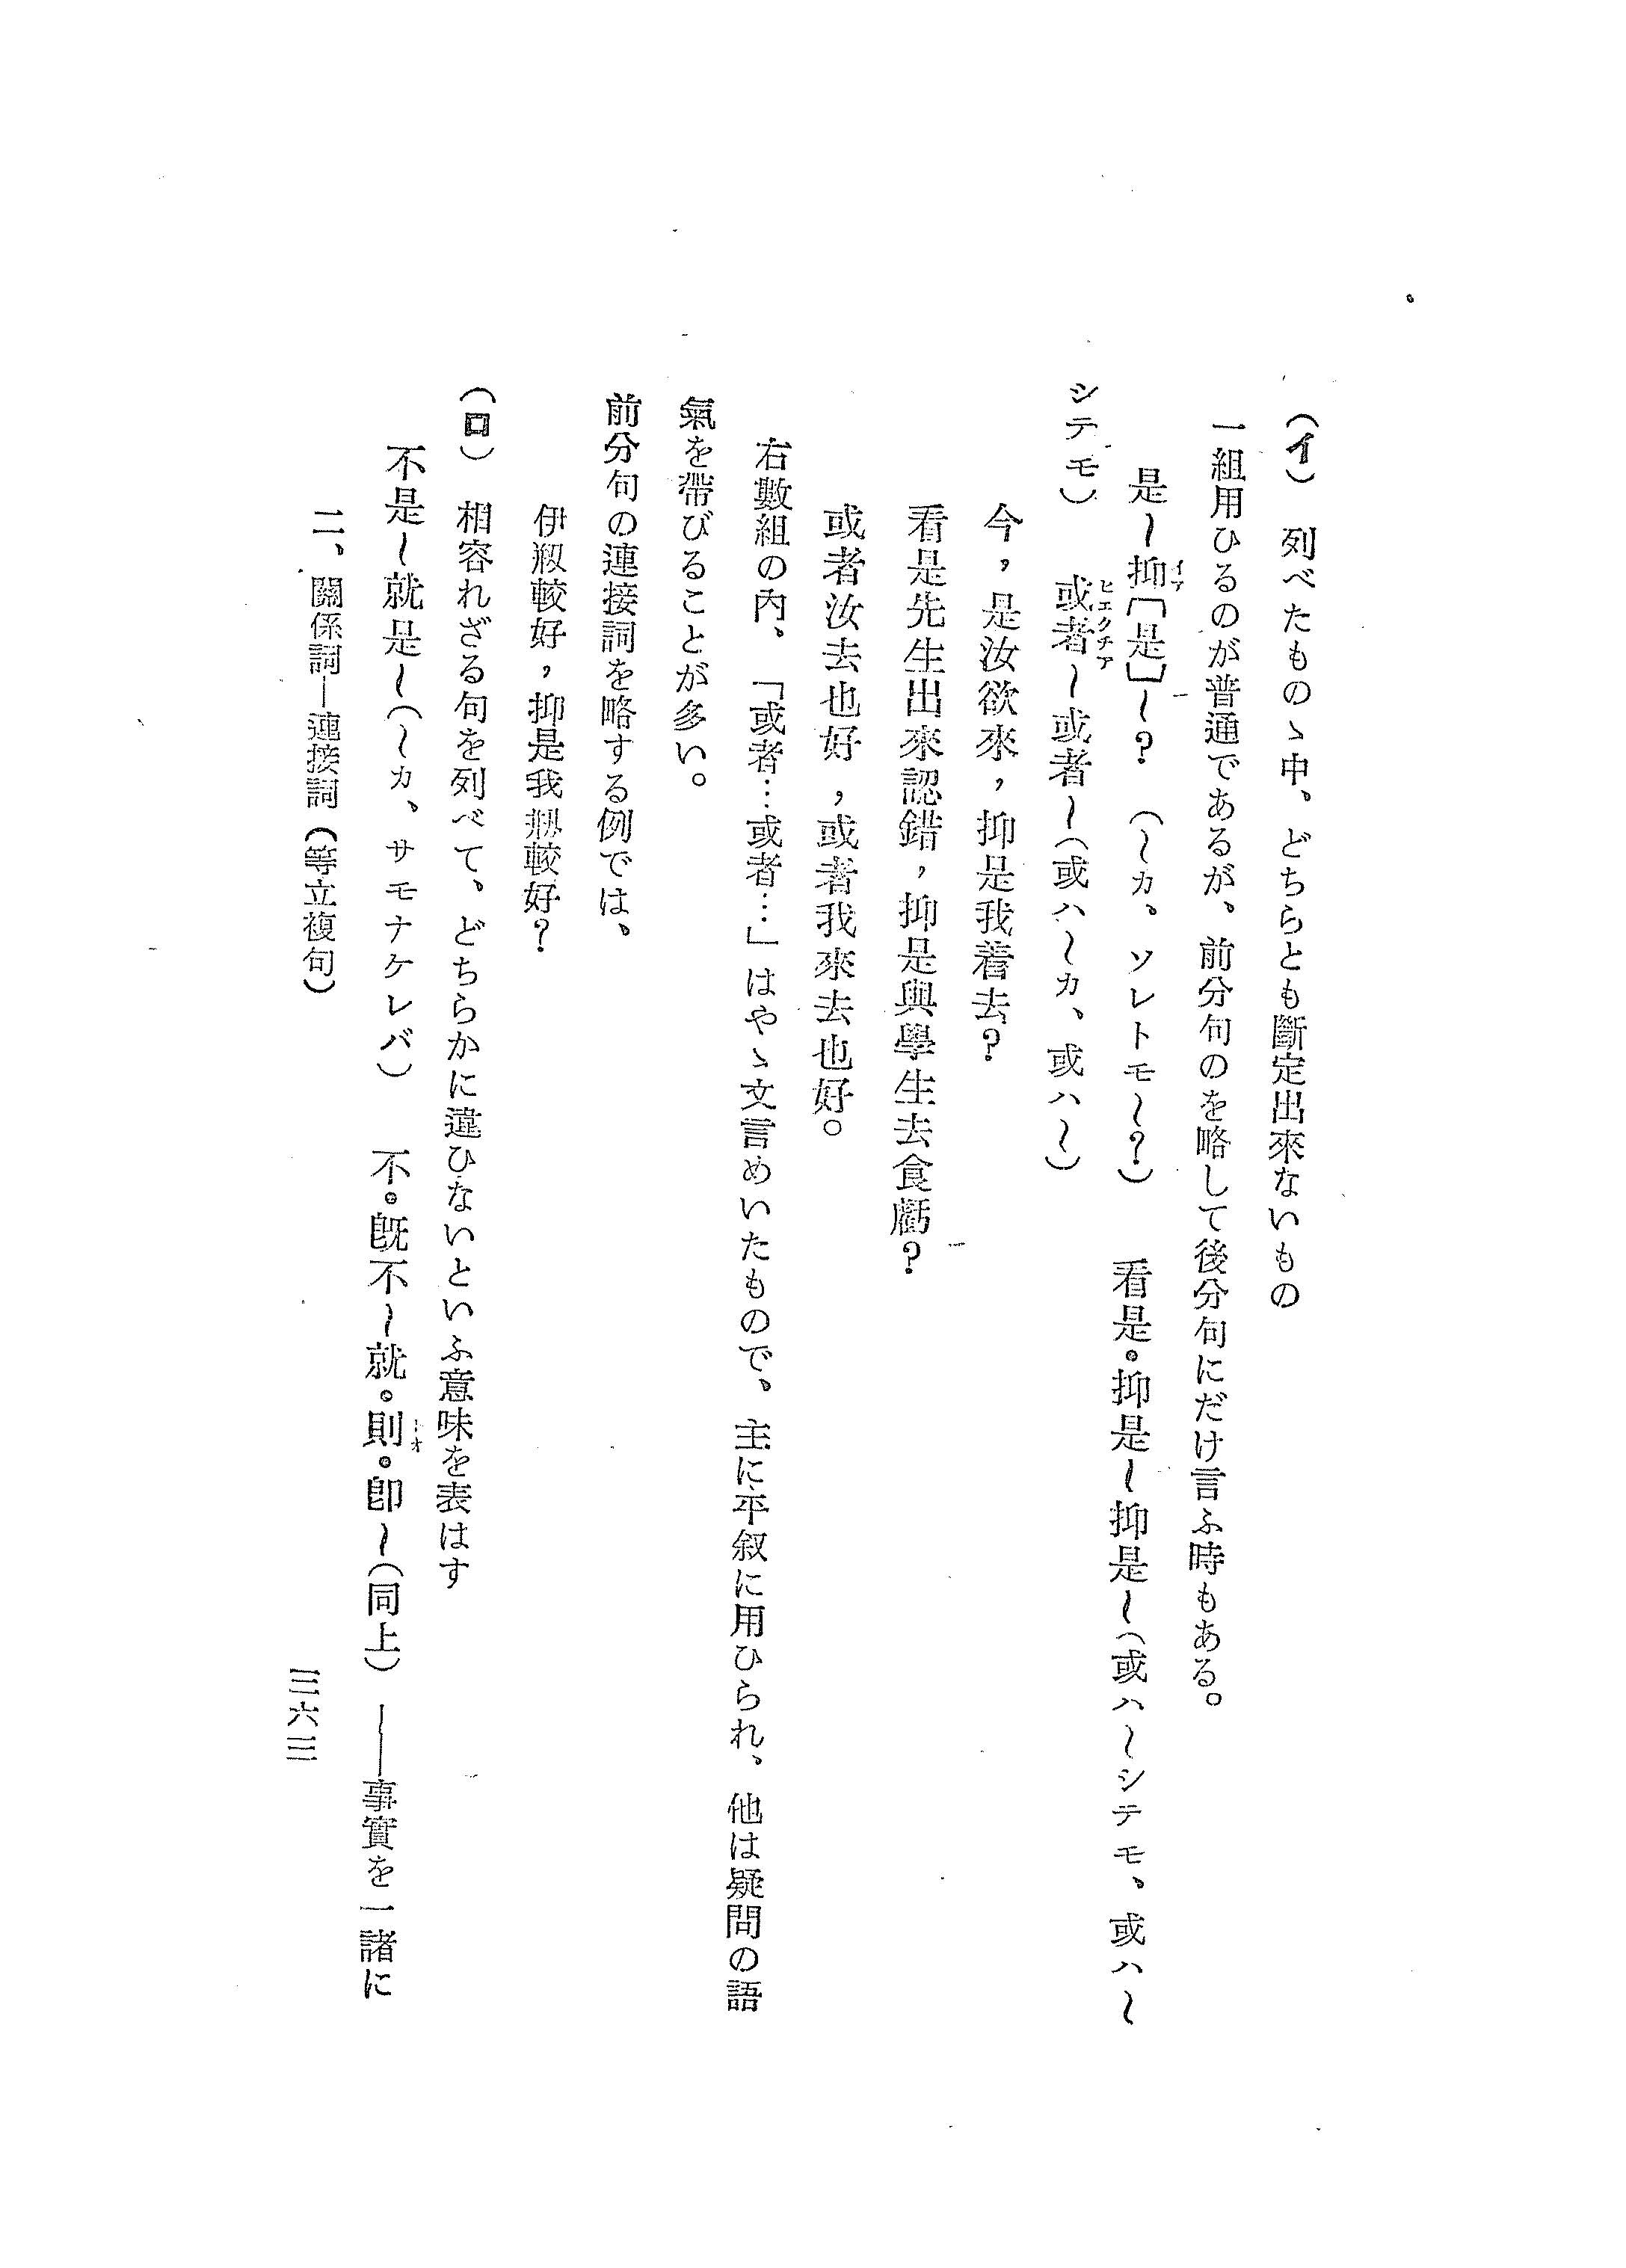 （イ）　列べたものゝ中、どちらとも斷定出來ないもの
一組用ひるのが普通であるが、前分句のを略して後分句にだけ言ふ時もある。
是〜抑［是］〜？　（〜カ。ソレトモ〜？）　看是。抑是〜抑是〜（或ハ〜シテモ、或ハ〜
イア
シテモ）　或者〜或者〜（或ハ〜カ、或ハ〜）
ヒエクチア
今，是汝欲來，抑是我着去？
看是先生出來認錯，抑是與學生去食虧？
或者汝去也好，或者我來去也好。
右數組の內、「或者…或者…」はやゝ文言めいたもので、主に平叙に用ひられ、他は疑問の語
氣を帶びることが多い。
前分句の連接詞を略する例では、
伊較好，抑是我較好？
（ロ）　相容れざる句を列べて、どちらかに違ひないといふ意味を表はす
不是〜就是〜（〜カ、サモナケレバ）　不。旣不〜就。則。卽〜（同上）　——事實を一諸に
二、關係詞—連接詞（等立複句）
三六三